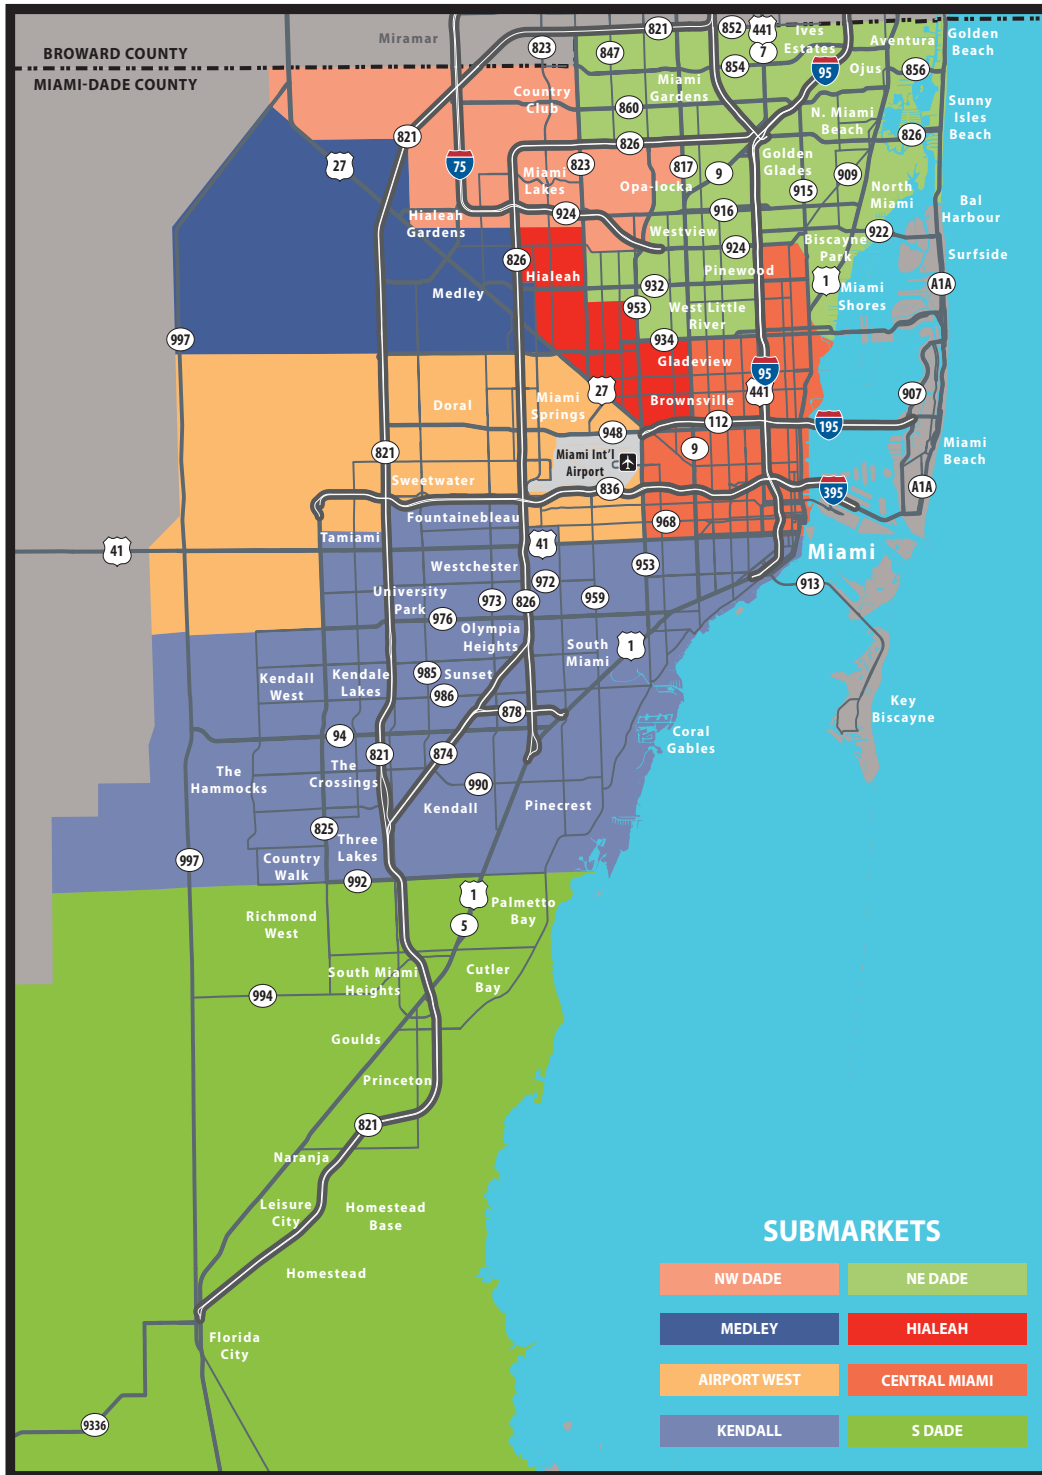 Miramar
BROWARD COUNTY
MIAMI-DADE COUNTY
821
852
441
7
Ives
Estates
Aventura
Golden
Beach
823
847
854
95
Ojus
856
Miami
Gardens
Country
Club
860
Sunny
Isles
Beach
N. Miami
Beach
826
821
826
27
75
823
Miami
Lakes
817
9
Opa-locka
Golden
Glades
915
909
North
Miami
Bal
Harbour
Hialeah
Gardens
924
916
Westview
924
922
Biscayne
Park
Surfside
826
Hialeah
Pinewood
1
Miami
Shores
A1A
Medley
932
953
West Little
River
997
934
Gladeview
95
441
27
Brownsville
907
Doral
Miami
Springs
112
195
948
9
Miami
Beach
821
Miami Int'l
Airport
Sweetwater
836
395
A1A
Fountainebleau
968
Tamiami
41
41
Miami
Westchester
953
972
913
University
Park
973
826
959
976
Olympia
Heights
South
Miami
1
Kendall
West
Kendale
Lakes
985
Sunset
986
878
Key
Biscayne
94
Coral
Gables
821
874
The
Hammocks
The
Crossings
990
Kendall
Pinecrest
825
Three
Lakes
997
Country
Walk
992
1
Palmetto
Bay
Richmond
West
5
South Miami
Heights
Cutler
Bay
994
Goulds
Princeton
821
Naranja
Leisure
City
Homestead
Base
Homestead
Florida
City
9336
SUBMARKETS
NW DADE
NE DADE
MEDLEY
HIALEAH
AIRPORT WEST
CENTRAL MIAMI
KENDALL
S DADE